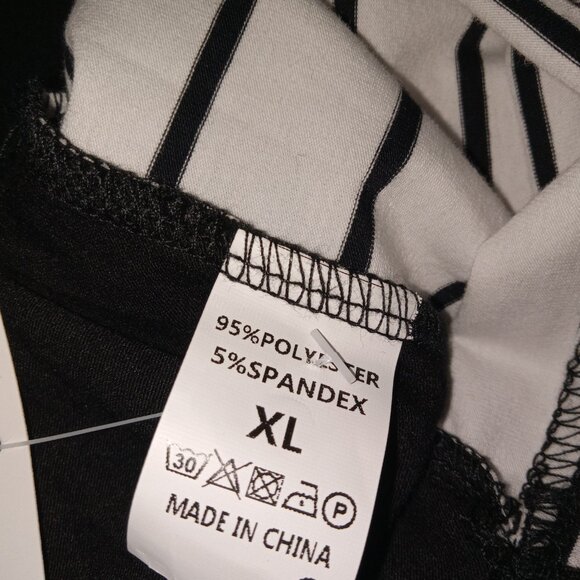 95%POLYESTER
5%SPANDEX
XL
30 P
MADE IN CHINA